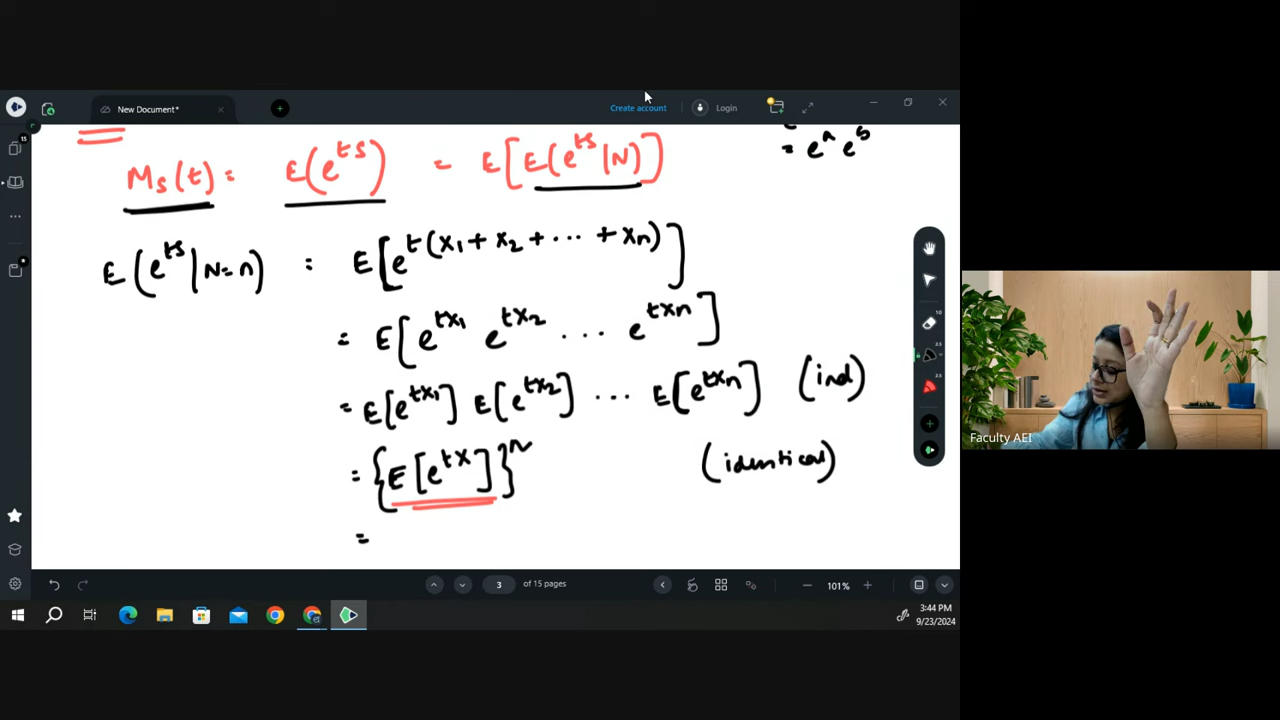 New Document*
Create account
Login
= e^a e^b
M_S(t) = E(e^{tS}) = E[E(e^{tS}|N)]
E(e^{tS}|N=n) = E[e^{t(X_1 + X_2 + ... + X_n)}]
= E[e^{tX_1} e^{tX_2} ... e^{tX_n}]
= E[e^{tX_1}] E[e^{tX_2}] ... E[e^{tX_n}] (ind)
= {E[e^{tX}]}^n (identical)
=
Faculty AEI
3 of 15 pages
101%
3:44 PM
9/23/2024